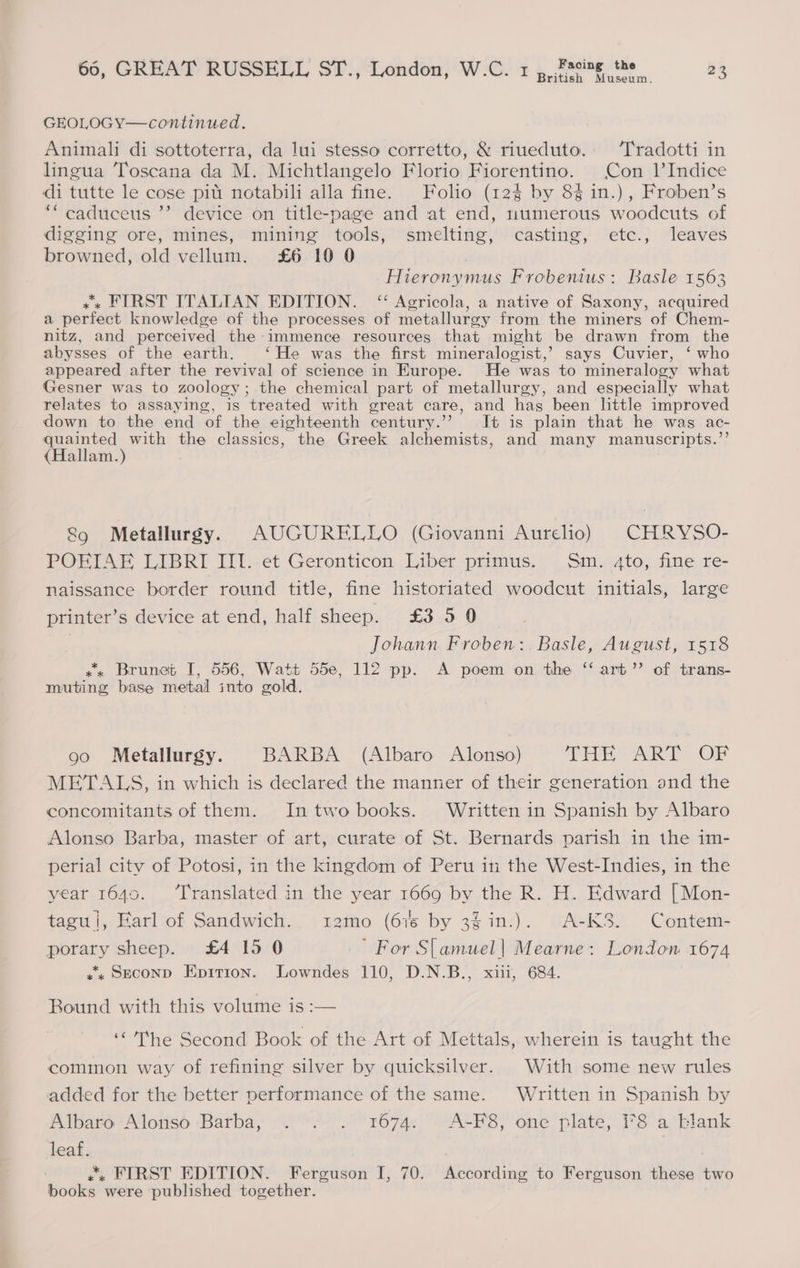 66, GREAT RUSSELL ST., London, W.C. 1 Facing the British Museum. 23
GEOLOGY—continued.
Animali di sottoterra, da lui stesso corretto, & riueduto. Tradotti in
lingua Toscana da M. Michtlangelo Florio Fiorentino. Con l'Indice
di tutte le cose più notabili alla fine. Folio (12¾ by 8¾ in.), Froben's
“caduceus” device on title-page and at end, numerous woodcuts of
digging ore, mines, mining tools, smelting, casting, etc., leaves
browned, old vellum. £6 10 0
Hieronymus Frobenius: Basle 1563
⁂ FIRST ITALIAN EDITION. “Agricola, a native of Saxony, acquired
a perfect knowledge of the processes of metallurgy from the miners of Chem-
nitz, and perceived the immence resources that might be drawn from the
abysses of the earth. ‘He was the first mineralogist,’ says Cuvier, ‘who
appeared after the revival of science in Europe. He was to mineralogy what
Gesner was to zoology; the chemical part of metallurgy, and especially what
relates to assaying, is treated with great care, and has been little improved
down to the end of the eighteenth century.” It is plain that he was ac-
quainted with the classics, the Greek alchemists, and many manuscripts.”
(Hallam.)
89 Metallurgy. AUGURELLO (Giovanni Aurelio) CHRYSO-
POEIAE LIBRI III. et Geronticon Liber primus. Sm. 4to, fine re-
naissance border round title, fine historiated woodcut initials, large
printer's device at end, half sheep. £3 5 0
Johann Froben: Basle, August, 1518
⁂ Brunet I, 556, Watt 55e, 112 pp. A poem on the “art” of trans-
muting base metal into gold.
90 Metallurgy. BARBA (Albaro Alonso) THE ART OF
METALS, in which is declared the manner of their generation and the
concomitants of them. In two books. Written in Spanish by Albaro
Alonso Barba, master of art, curate of St. Bernards parish in the im-
perial city of Potosi, in the kingdom of Peru in the West-Indies, in the
year 1640. Translated in the year 1669 by the R. H. Edward [Mon-
tagu], Earl of Sandwich. 12mo by in.). A-K8. Contem-
porary sheep. £4 15 0 For S[amuel] Mearne: London 1674
⁂ SECOND EDITION. Lowndes 110, D.N.B., xiii, 684.
Bound with this volume is:—
“The Second Book of the Art of Mettals, wherein is taught the
common way of refining silver by quicksilver. With some new rules
added for the better performance of the same. Written in Spanish by
Albaro Alonso Barba, . . . 1674. A-F8, one plate, F8 a blank
leaf.
⁂ FIRST EDITION. Ferguson I, 70. According to Ferguson these two
books were published together.